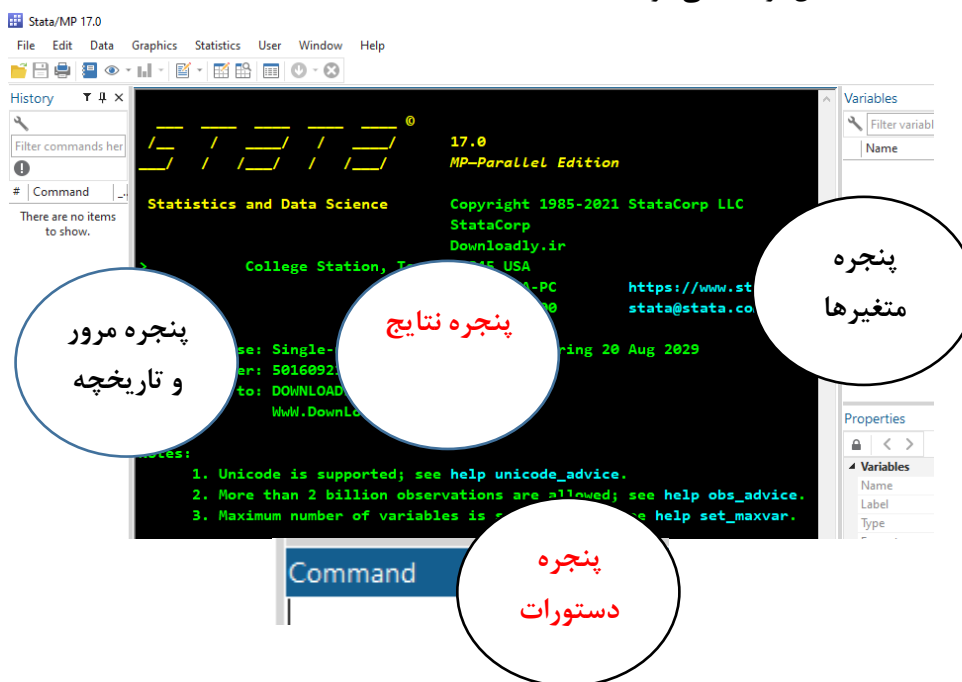 Stata/MP 17.0
File Edit Data Graphics Statistics User Window Help
History
Filter commands her
# Command _..
There are no items
to show.
©
17.0
MP—Parallel Edition
Statistics and Data Science
Copyright 1985-2021 StataCorp LLC
StataCorp
Downloadly.ir
> College Station, USA
-PC https://www.st
stata@stata.co
Single- ring 20 Aug 2029
to:
1. Unicode is supported; see help unicode_advice.
2. More than 2 billion observations are allowed; see help obs_advice.
3. Maximum number of variables is help set_maxvar.
Variables
Filter variabl
Name
Properties
Variables
Name
Label
Type
Command
پنجره مرور
و تاریخچه
پنجره نتایج
پنجره
متغیرها
پنجره
دستورات